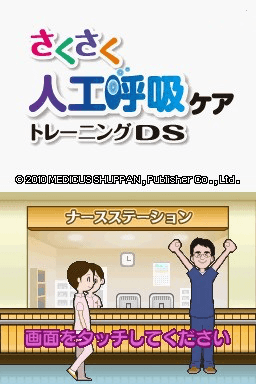 さくさく
人工呼吸ケア
トレーニングDS
© 2010 MEDICUS SHUPPAN, Publisher Co., Ltd.
ナースステーション
画面をタッチしてください